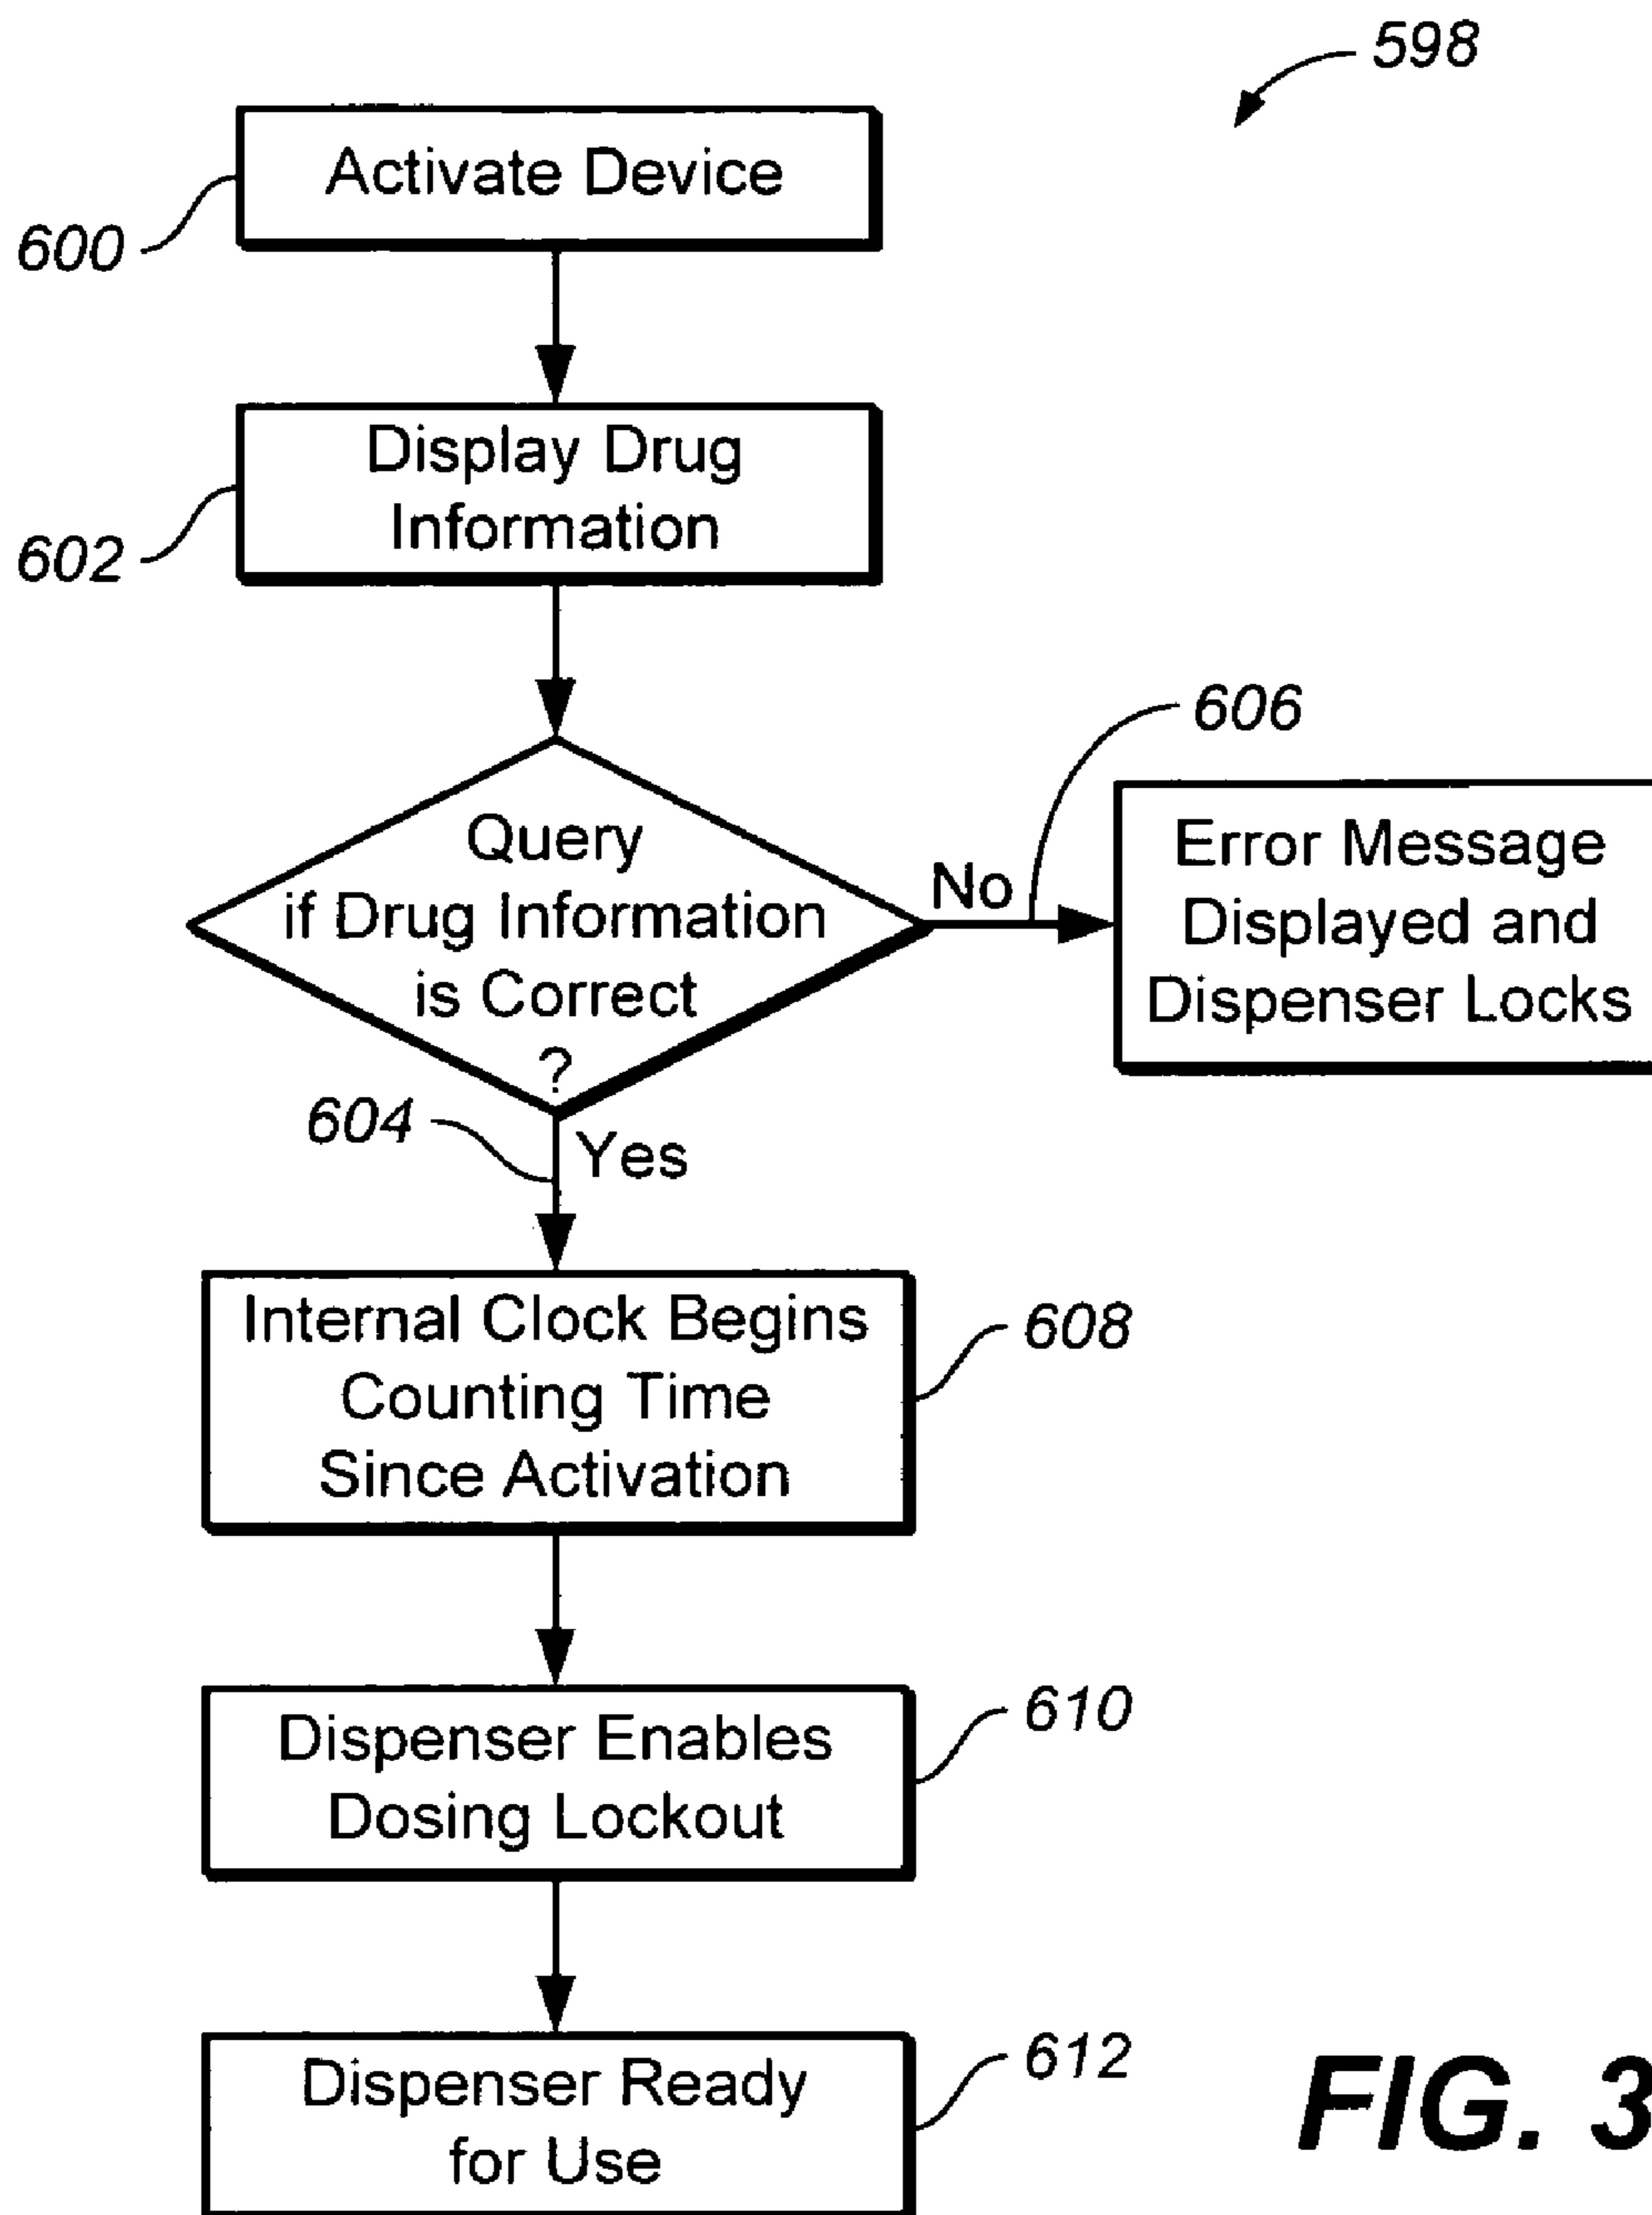 598
Activate Device
600
Display Drug
Information
602
606
Query
if Drug Information
is Correct
?
No
Error Message
Displayed and
Dispenser Locks
604
Yes
Internal Clock Begins
Counting Time
Since Activation
608
Dispenser Enables
Dosing Lockout
610
Dispenser Ready
for Use
612
FIG. 3